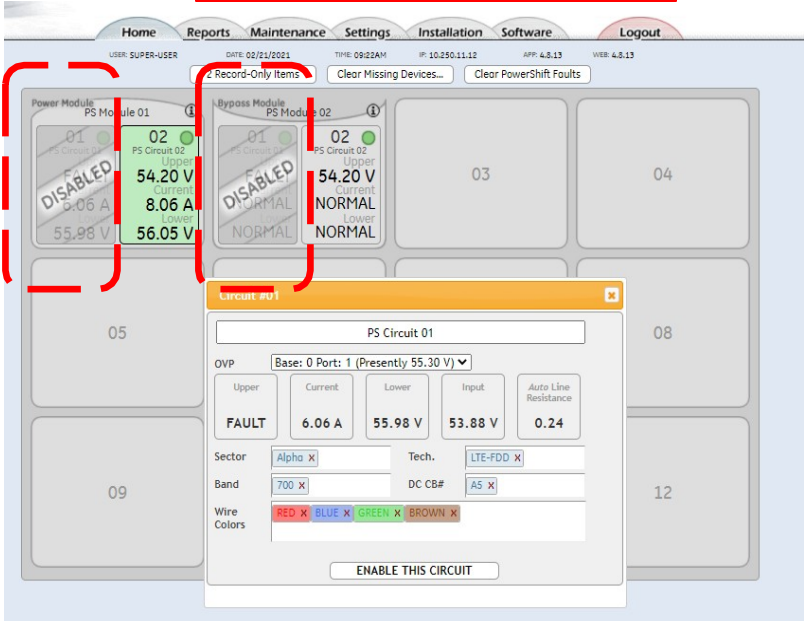 Home Reports Maintenance Settings Installation Software Logout
USER: SUPER-USER DATE: 02/21/2021 TIME: 09:22AM IP: 10.250.11.12 APP: 4.8.13 WEB: 4.8.13
2 Record-Only Items Clear Missing Devices... Clear PowerShift Faults
Power Module
PS Module 01
01
PS Circuit 01
DISABLED
6.06 A
Lower
55.98 V
02
PS Circuit 02
Upper
54.20 V
Current
8.06 A
Lower
56.05 V
Bypass Module
PS Module 02
01
PS Circuit 01
DISABLED
NORMAL
Lower
NORMAL
02
PS Circuit 02
Upper
54.20 V
Current
NORMAL
Lower
NORMAL
03
04
05
08
09
12
Circuit #01
PS Circuit 01
OVP Base: 0 Port: 1 (Presently 55.30 V)
Upper Current Lower Input Auto Line
Resistance
FAULT 6.06 A 55.98 V 53.88 V 0.24
Sector Alpha x Tech. LTE-FDD x
Band 700 x DC CB# A5 x
Wire RED x BLUE x GREEN x BROWN x
Colors
ENABLE THIS CIRCUIT